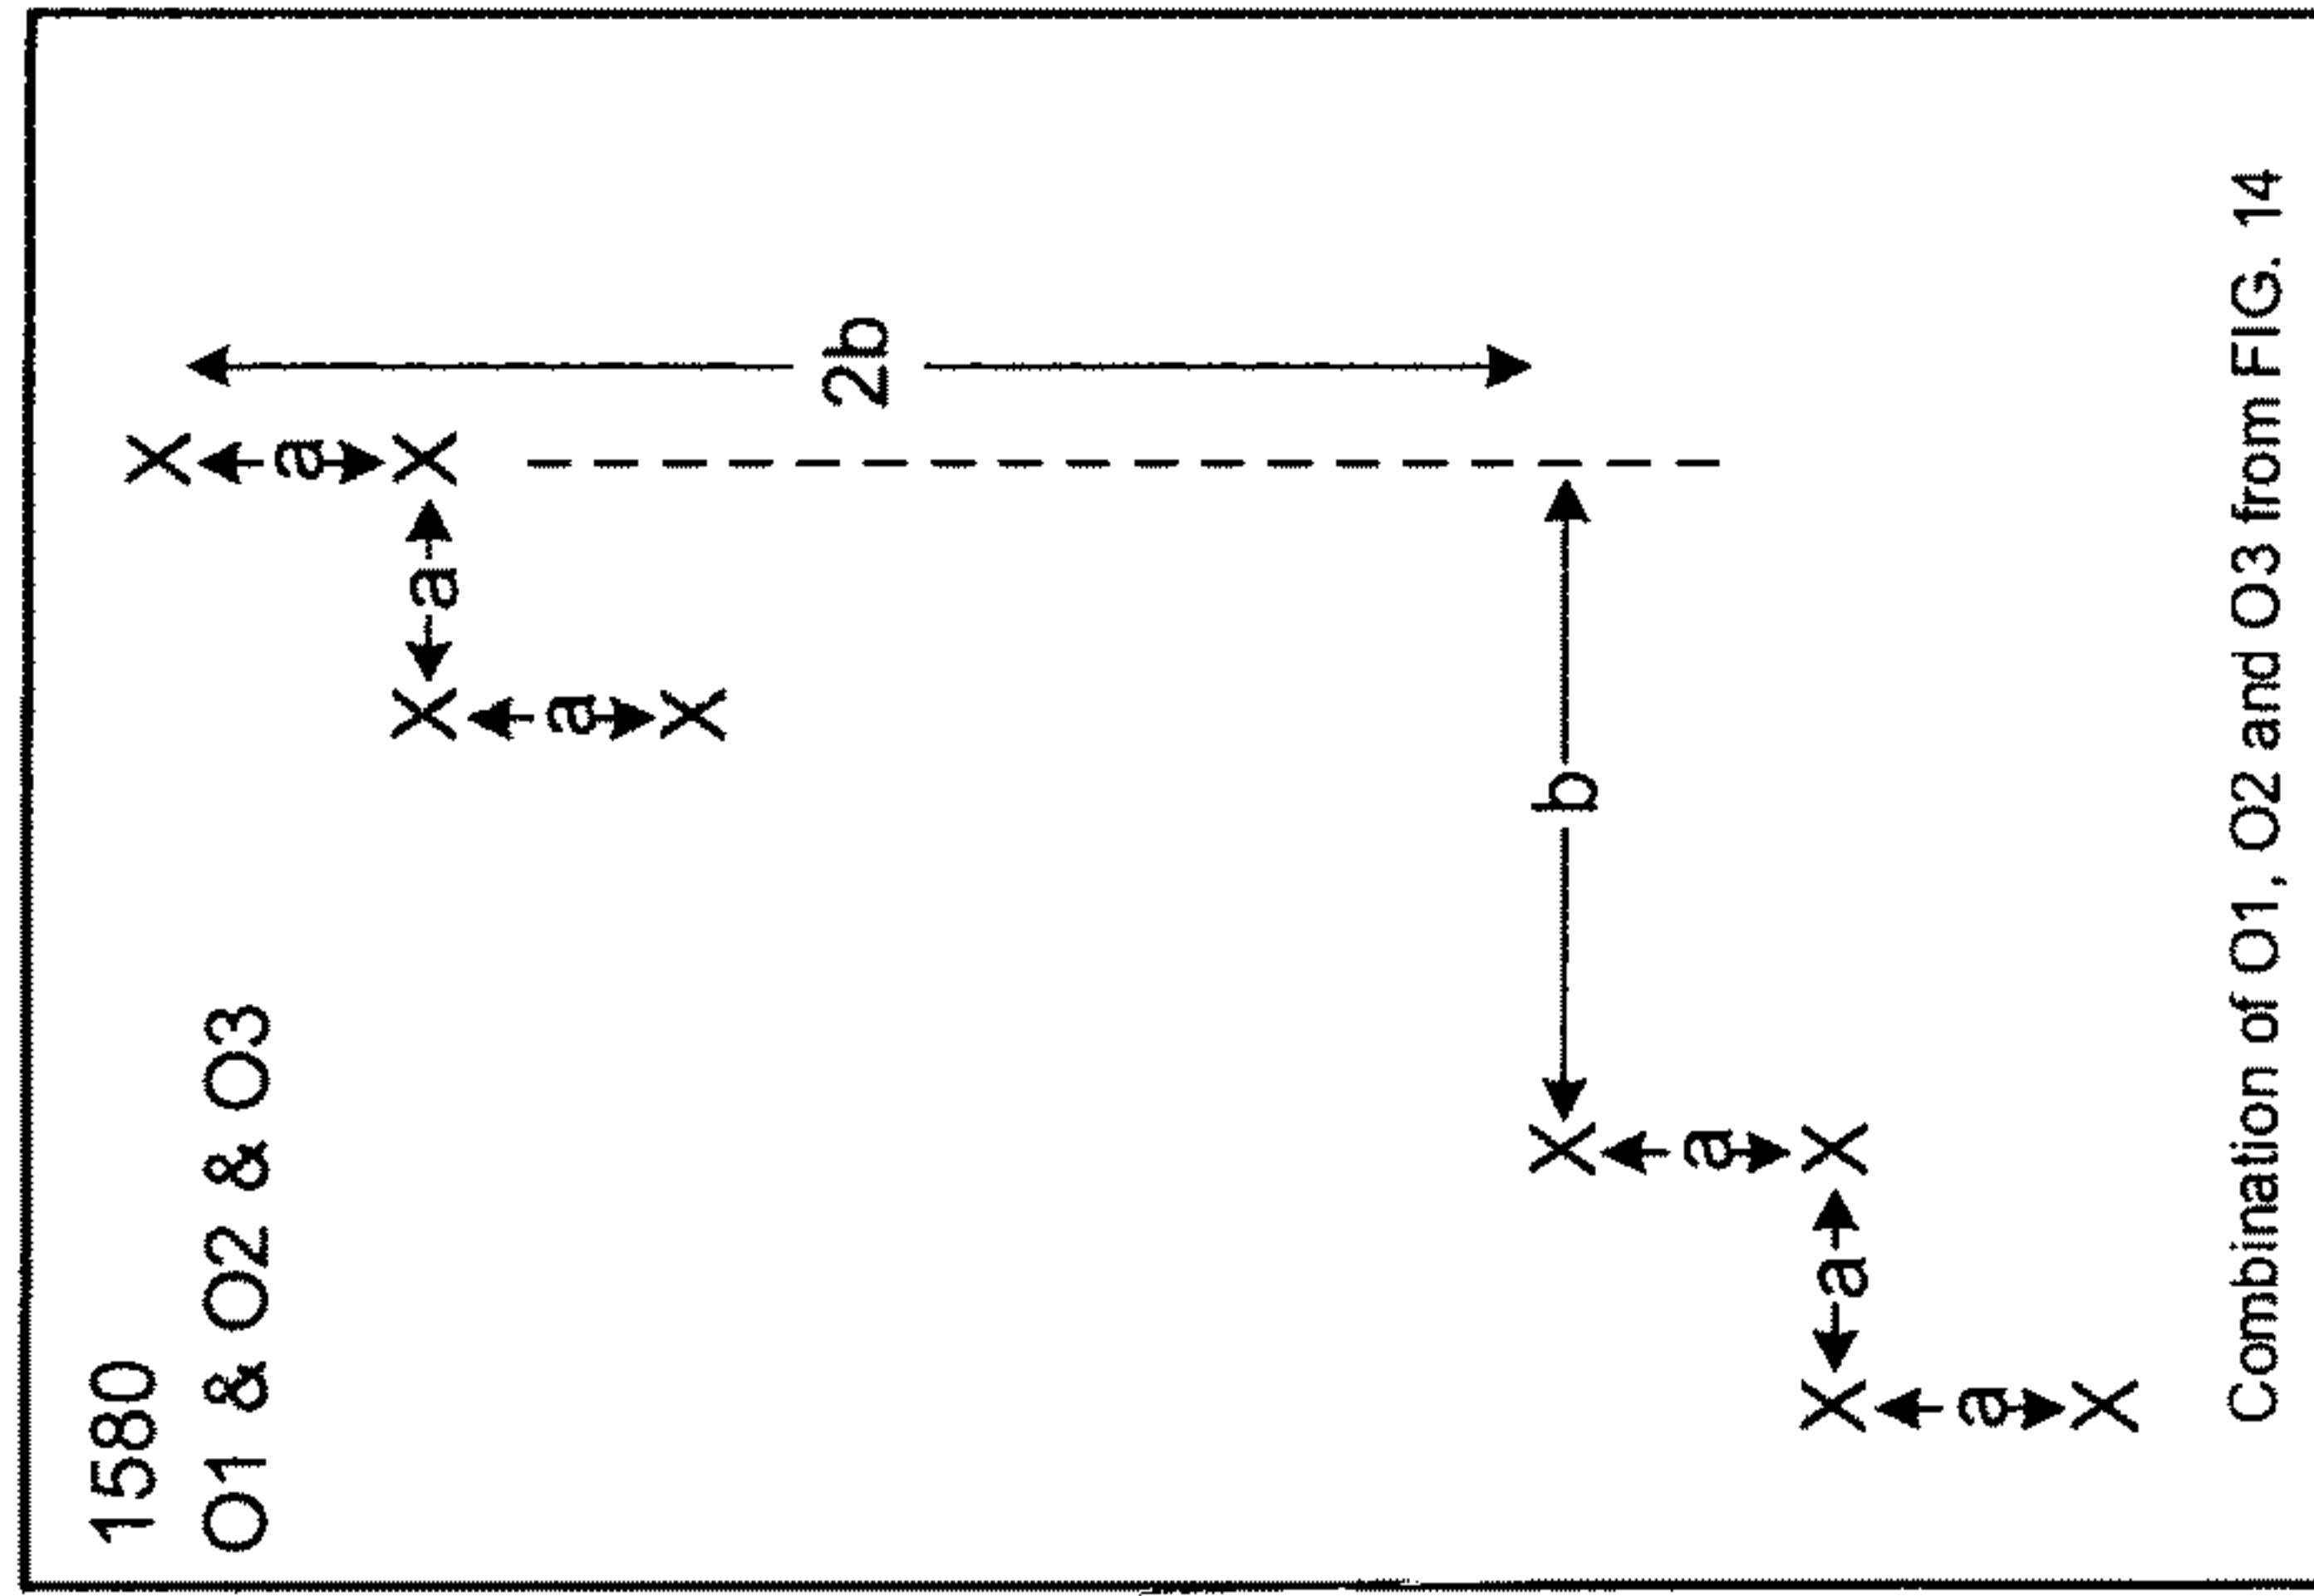 1580
X
O1 & O2 & O3
a
X a X
a
X
2b
X b
a
X a X
a
X
Combination of O1, O2 and O3 from FIG. 14